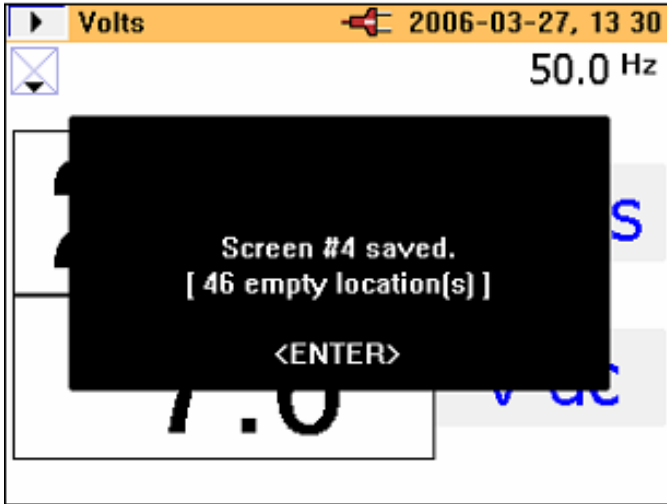 Volts 2006-03-27, 13 30
50.0 Hz
Screen #4 saved.
[ 46 empty location(s) ]
<ENTER>